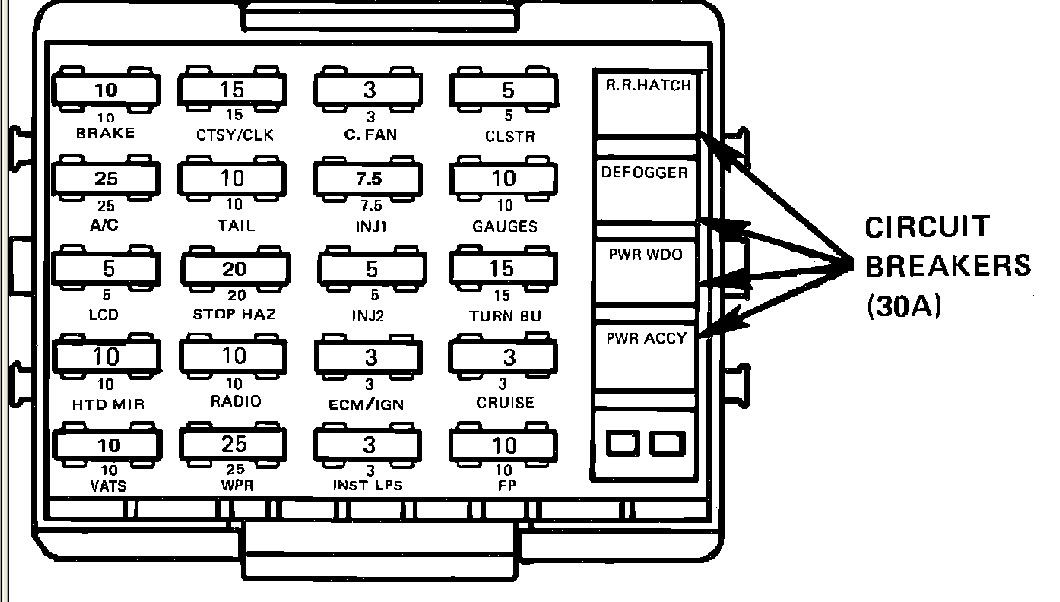 10 15 3 5
10 15 3 5
BRAKE CTSY/CLK C. FAN CLSTR
25 10 7.5 10
25 10 7.5 10
A/C TAIL INJ1 GAUGES
5 20 5 15
5 20 5 15
LCD STOP HAZ INJ2 TURN BU
10 10 3 3
10 10 3 3
HTD MIR RADIO ECM/IGN CRUISE
10 25 3 10
10 25 3 10
VATS WPR INST LPS FP
R.R.HATCH
DEFOGGER
PWR WDO
PWR ACCY
CIRCUIT
BREAKERS
(30A)